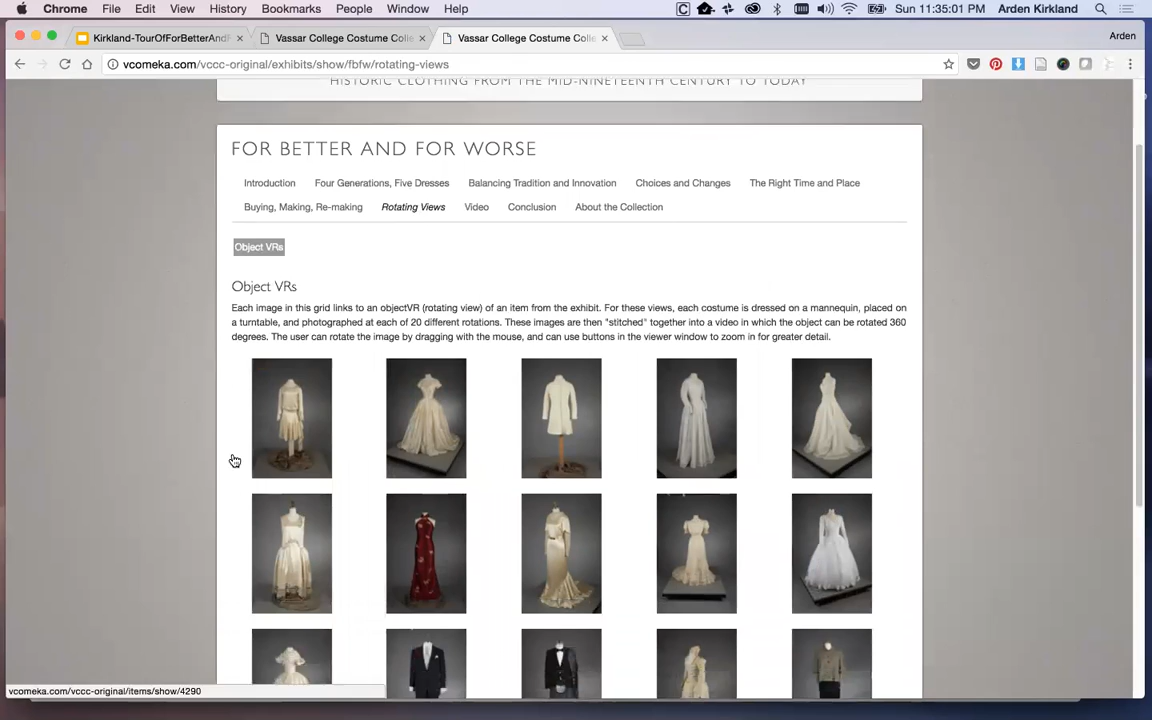 Chrome File Edit View History Bookmarks People Window Help Sun 11:35:01 AM Arden Kirkland
Kirkland-TourOfForBetterAndF Vassar College Costume Colle Vassar College Costume Colle Arden
vcomeka.com/vccc-original/exhibits/show/fbfw/rotating-views
HISTORIC CLOTHING FROM THE MID-NINETEENTH CENTURY TO TODAY
FOR BETTER AND FOR WORSE
Introduction Four Generations, Five Dresses Balancing Tradition and Innovation Choices and Changes The Right Time and Place
Buying, Making, Re-making Rotating Views Video Conclusion About the Collection
Object VRs
Object VRs
Each image in this grid links to an objectVR (rotating view) of an item from the exhibit. For these views, each costume is dressed on a mannequin, placed on
a turntable, and photographed at each of 20 different rotations. These images are then "stitched" together into a video in which the object can be rotated 360
degrees. The user can rotate the image by dragging with the mouse, and can use buttons in the viewer window to zoom in for greater detail.
vcomeka.com/vccc-original/items/show/4290